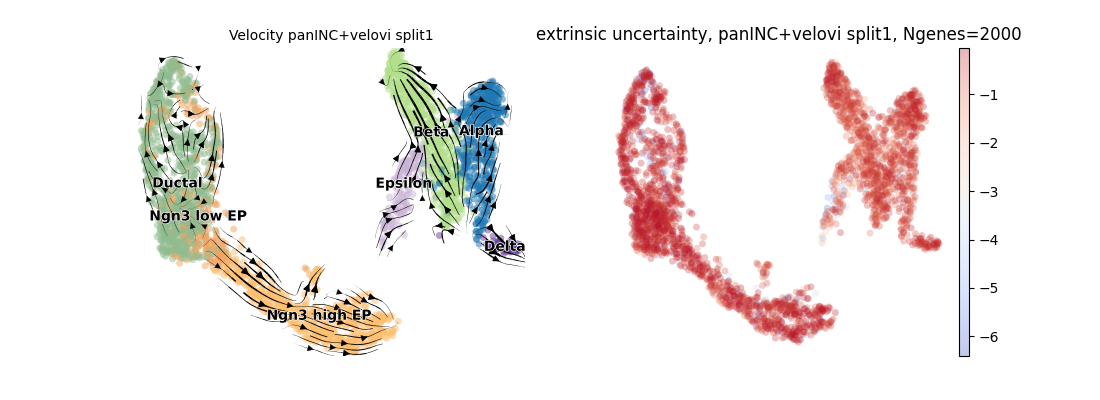 Velocity panINC+velovi split1
Beta
Alpha
Ductal
Epsilon
Ngn3 low EP
Delta
Ngn3 high EP
extrinsic uncertainty, panINC+velovi split1, Ngenes=2000
−1
−2
−3
−4
−5
−6